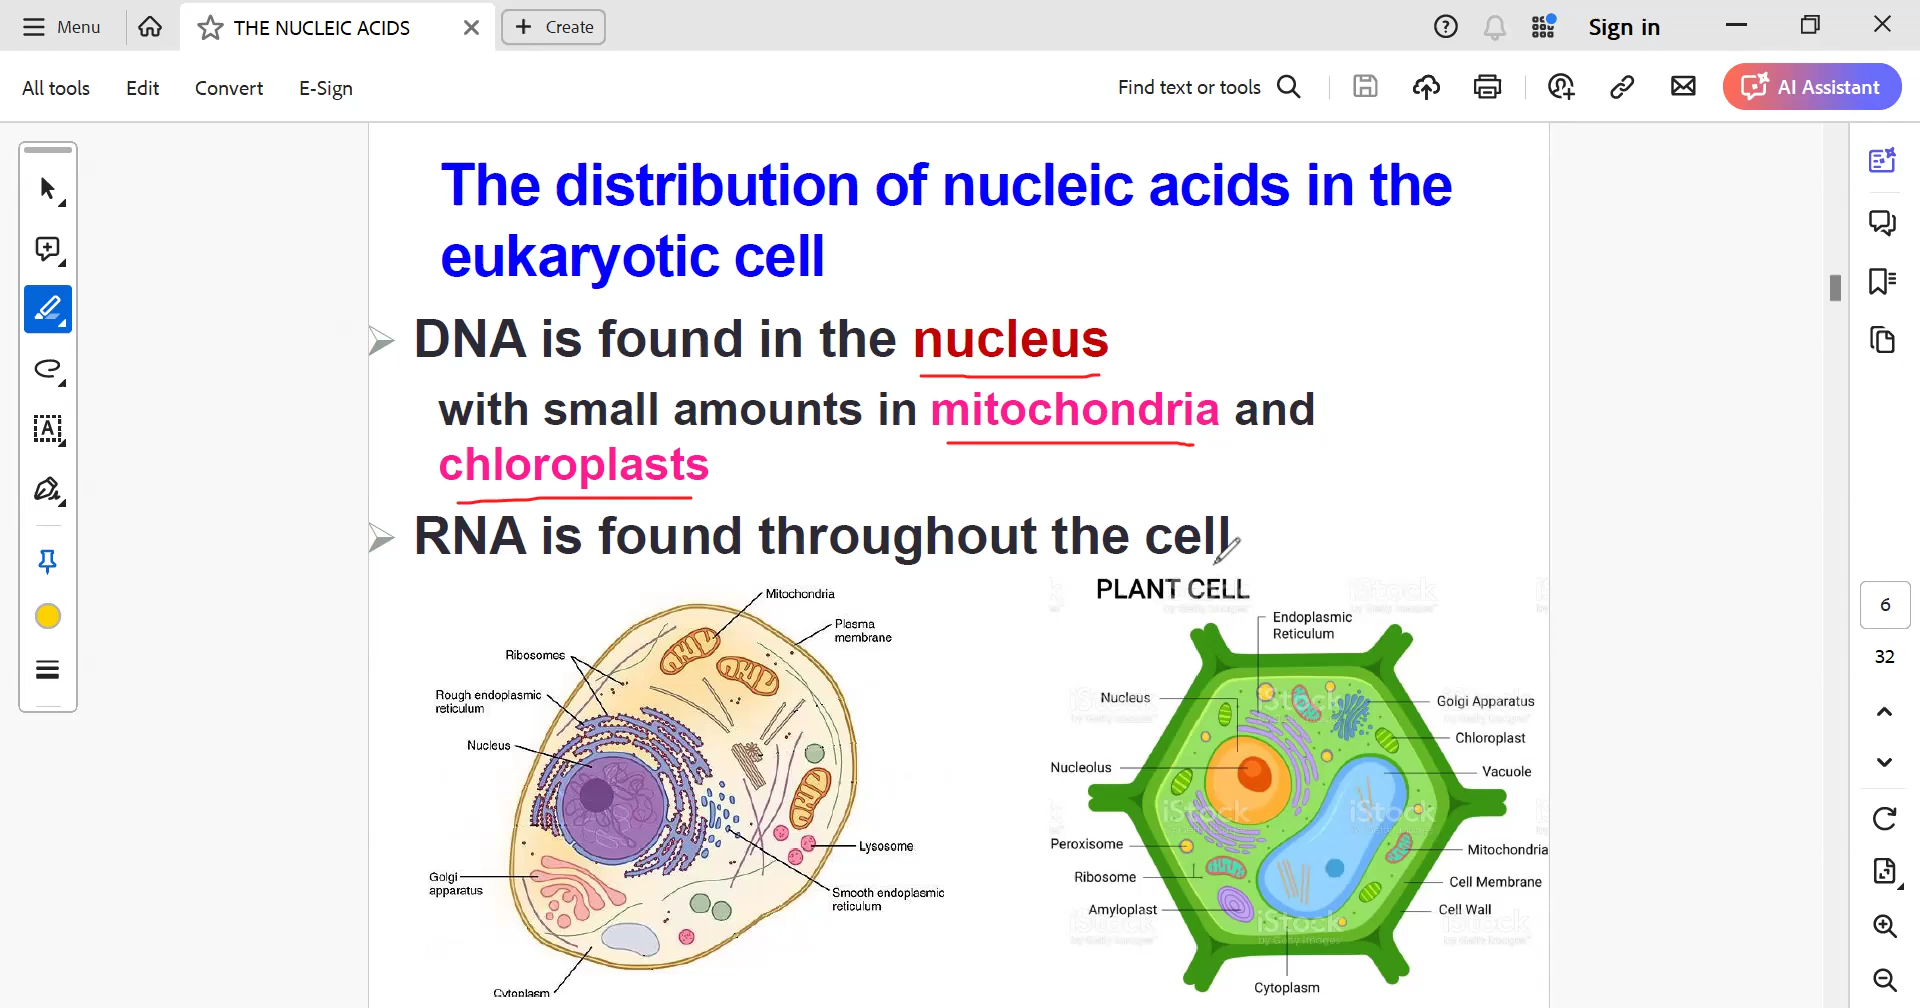 Menu
THE NUCLEIC ACIDS
Create
Sign in
All tools
Edit
Convert
E-Sign
Find text or tools
AI Assistant
The distribution of nucleic acids in the
eukaryotic cell
DNA is found in the nucleus
with small amounts in mitochondria and
chloroplasts
RNA is found throughout the cell
Mitochondria
Plasma
membrane
Ribosomes
Rough endoplasmic
reticulum
Nucleus
Golgi
apparatus
Lysosome
Smooth endoplasmic
reticulum
Cytoplasm
PLANT CELL
Endoplasmic
Reticulum
Nucleus
Golgi Apparatus
Chloroplast
Nucleolus
Vacuole
Peroxisome
Mitochondria
Ribosome
Cell Membrane
Amyloplast
Cell Wall
Cytoplasm
iStock
by Getty Images
6
32